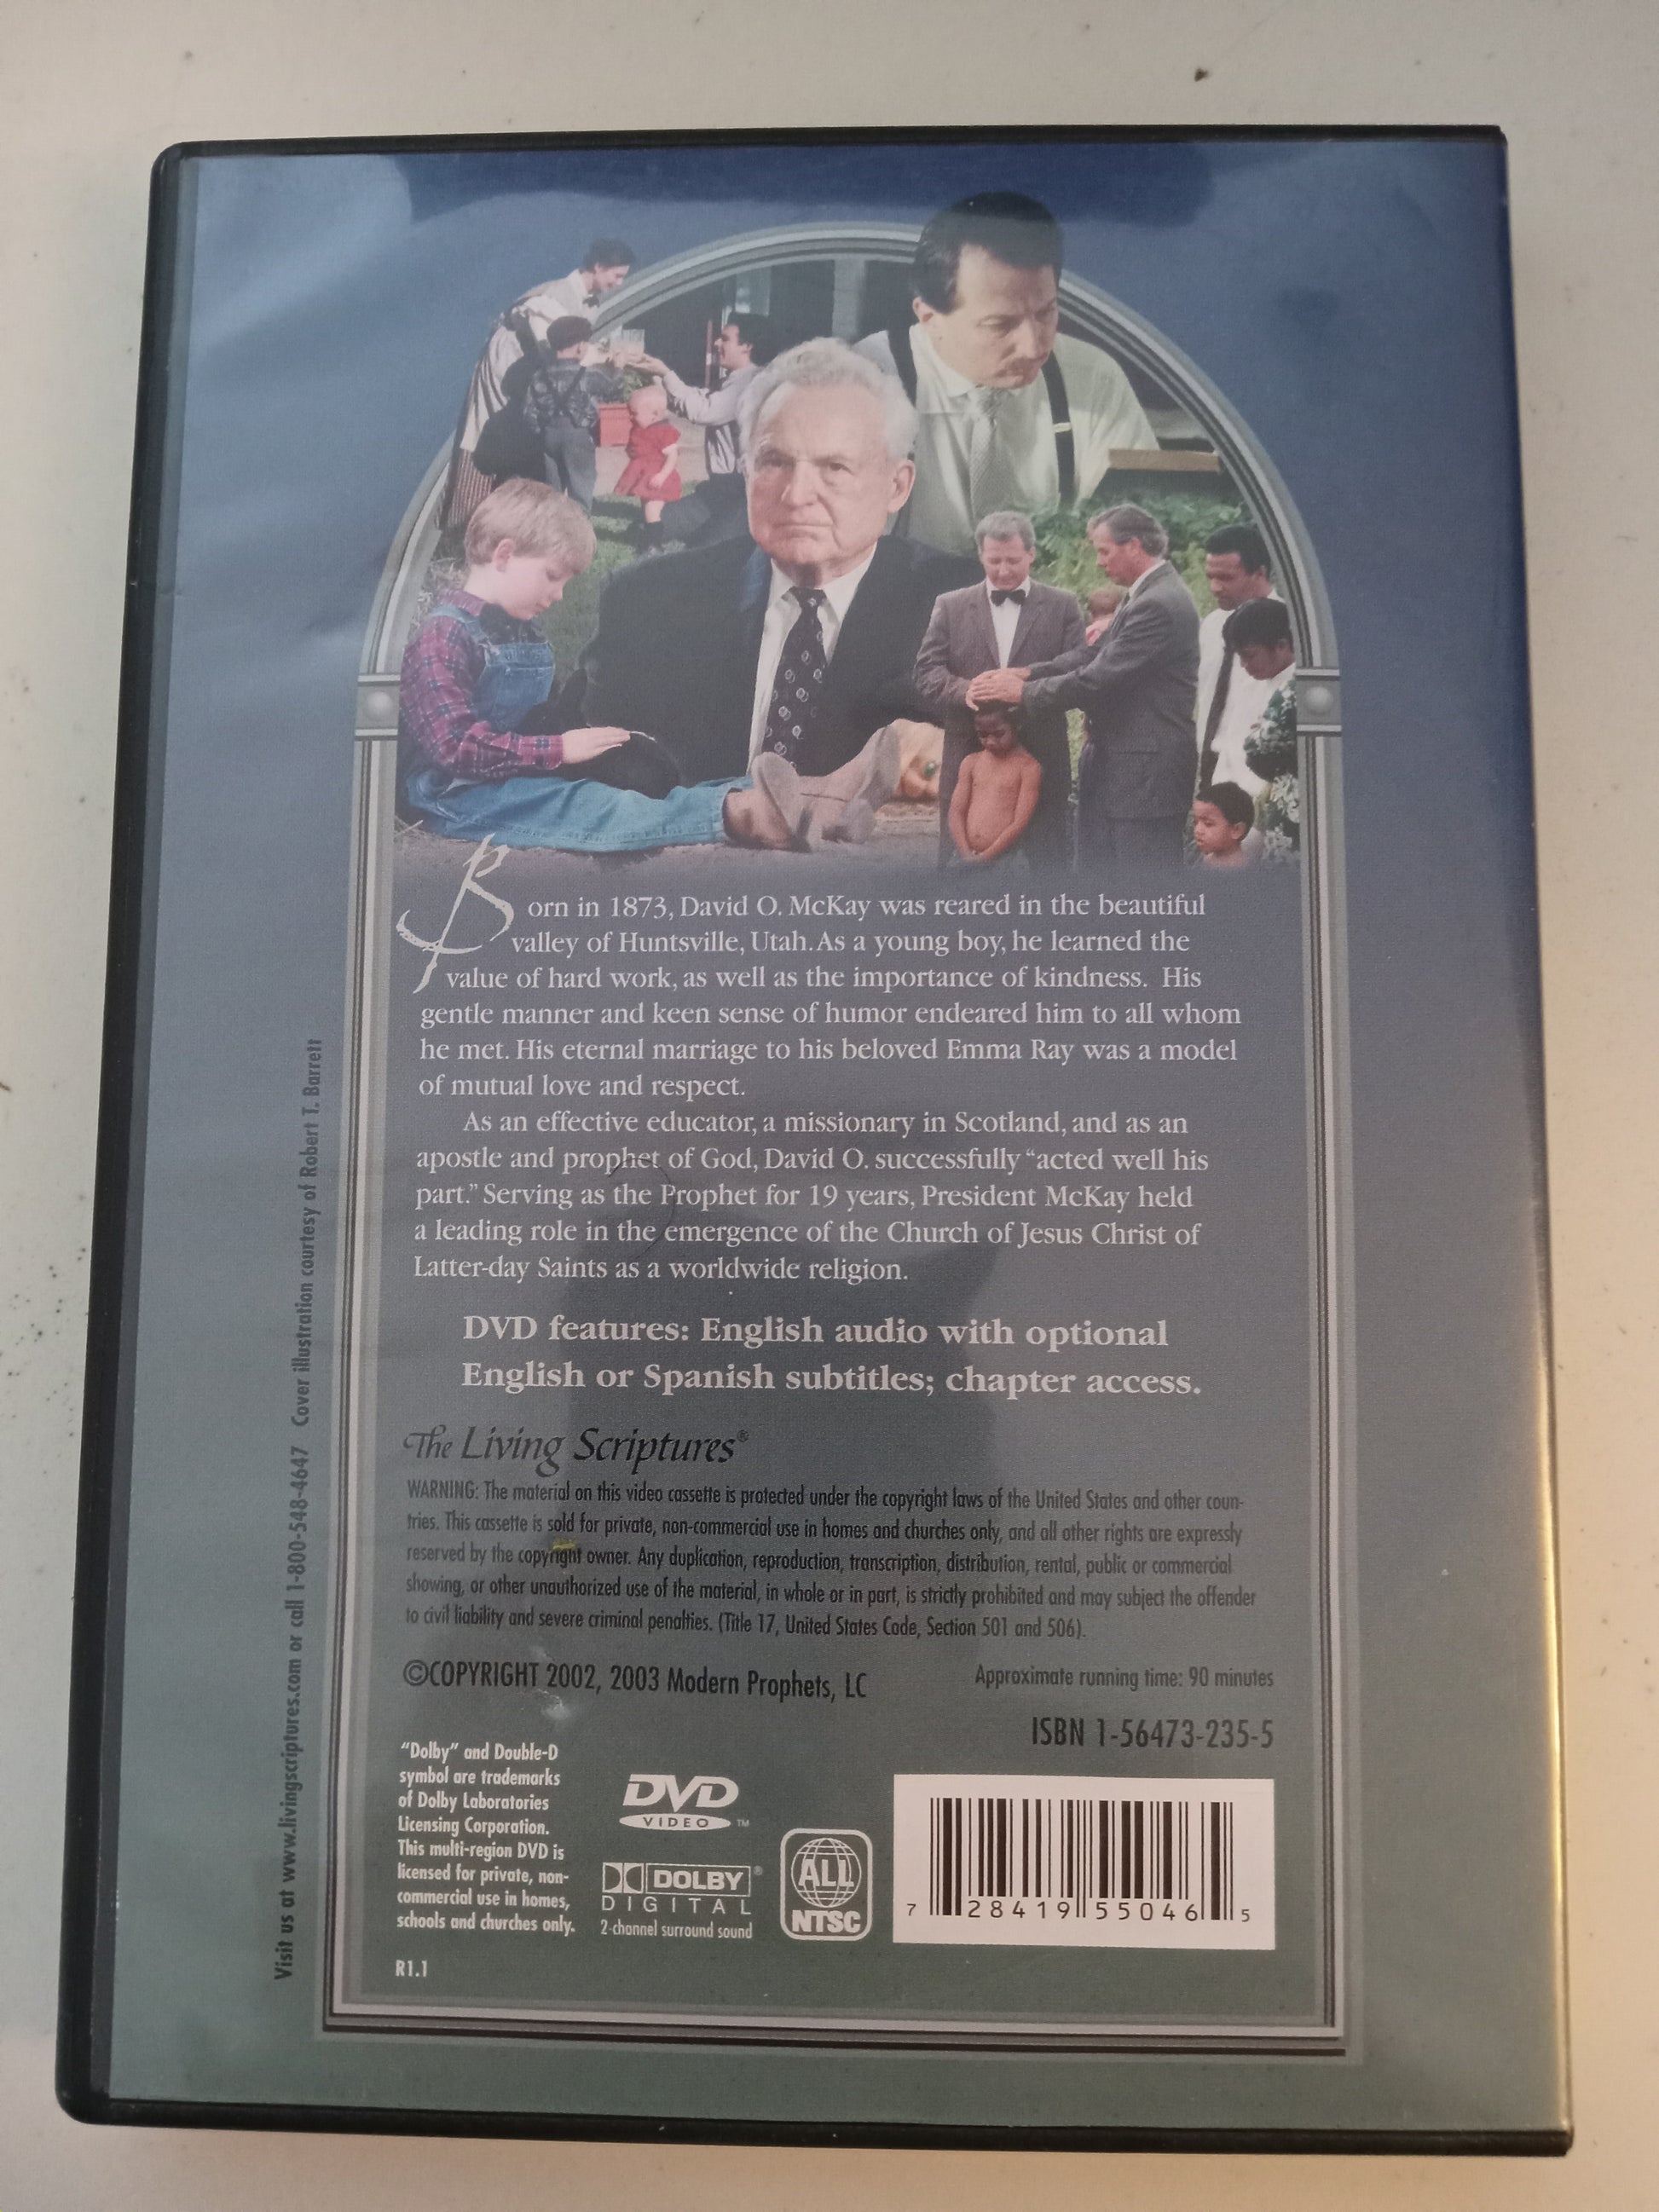 Born in 1873, David O. McKay was reared in the beautiful
valley of Huntsville, Utah. As a young boy, he learned the
value of hard work, as well as the importance of kindness. His
gentle manner and keen sense of humor endeared him to all whom
he met. His eternal marriage to his beloved Emma Ray was a model
of mutual love and respect.
As an effective educator, a missionary in Scotland, and as an
apostle and prophet of God, David O. successfully “acted well his
part.” Serving as the Prophet for 19 years, President McKay held
a leading role in the emergence of the Church of Jesus Christ of
Latter-day Saints as a worldwide religion.
DVD features: English audio with optional
English or Spanish subtitles; chapter access.
The Living Scriptures®
WARNING: The material on this video cassette is protected under the copyright laws of the United States and other coun-
tries. This cassette is sold for private, non-commercial use in homes and churches only, and all other rights are expressly
reserved by the copyright owner. Any duplication, reproduction, transcription, distribution, rental, public or commercial
showing, or other unauthorized use of the material, in whole or in part, is strictly prohibited and may subject the offender
to civil liability and severe criminal penalties. (Title 17, United States Code, Section 501 and 506).
©COPYRIGHT 2002, 2003 Modern Prophets, LC
Approximate running time: 90 minutes
ISBN 1-56473-235-5
“Dolby” and Double-D
symbol are trademarks
of Dolby Laboratories
Licensing Corporation.
This multi-region DVD is
licensed for private, non-
commercial use in homes,
schools and churches only.
R1.1
DVD
VIDEO™
DOLBY®
DIGITAL
2-channel surround sound
ALL
NTSC
7 28419 55046 5
Visit us at www.livingscriptures.com or call 1-800-548-4647 Cover illustration courtesy of Robert T. Barrett